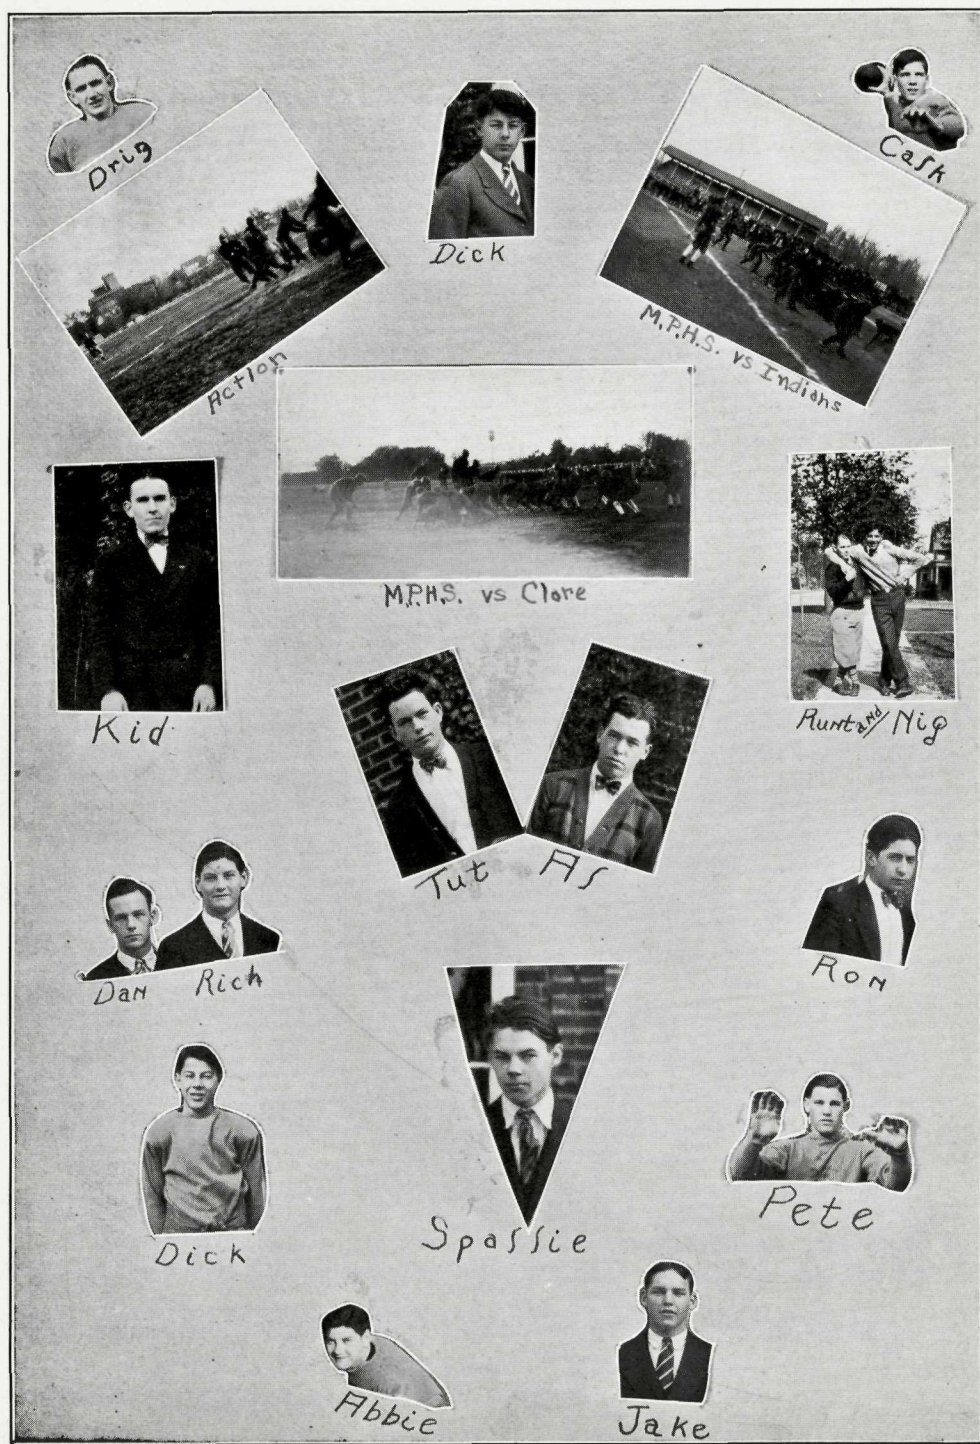 Drig
Cask
Dick
Action
M.P.H.S. vs Indians
M.P.H.S. vs Clare
Kid
Runt and Nig
Tut
As
Dan
Rich
Ron
Dick
Spassie
Pete
Abbie
Jake